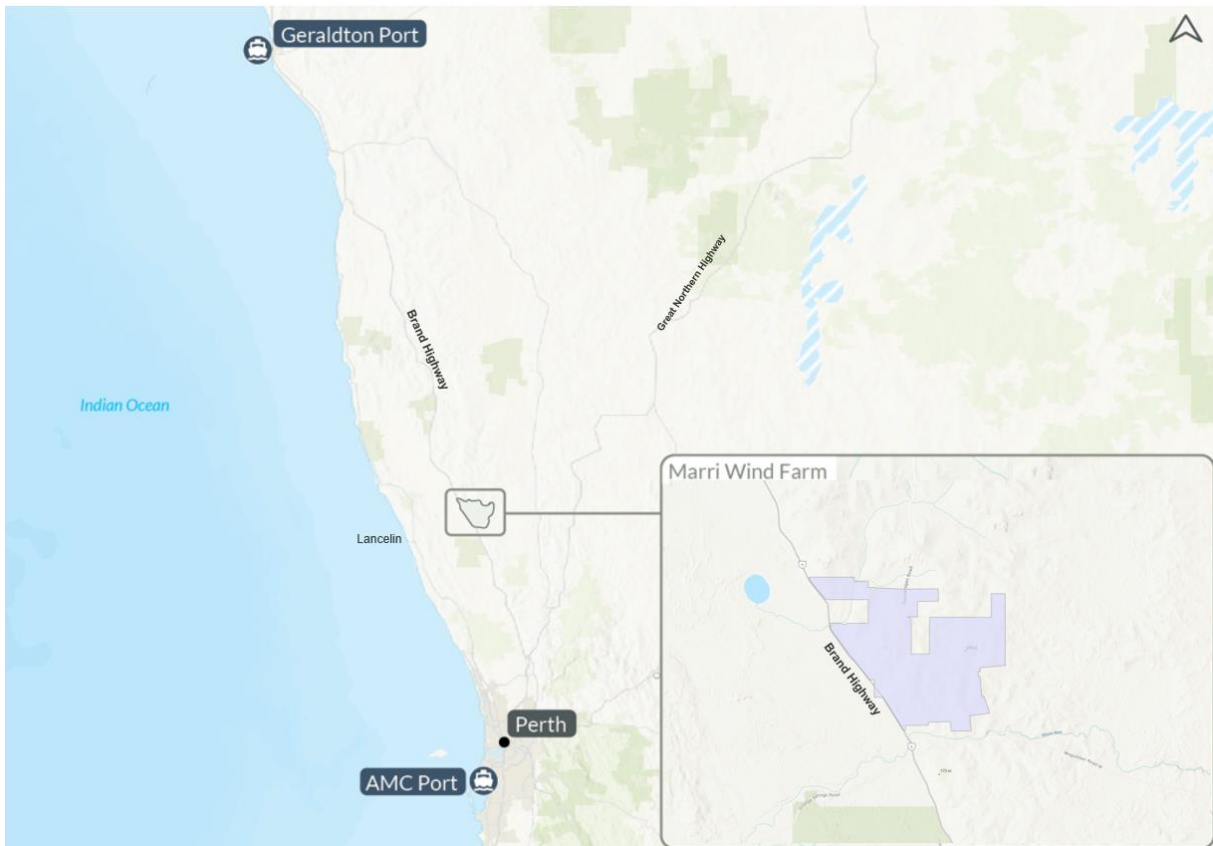 Geraldton Port
Great Northern Highway
Brand Highway
Indian Ocean
Marri Wind Farm
Lancelin
Brand Highway
Perth
AMC Port